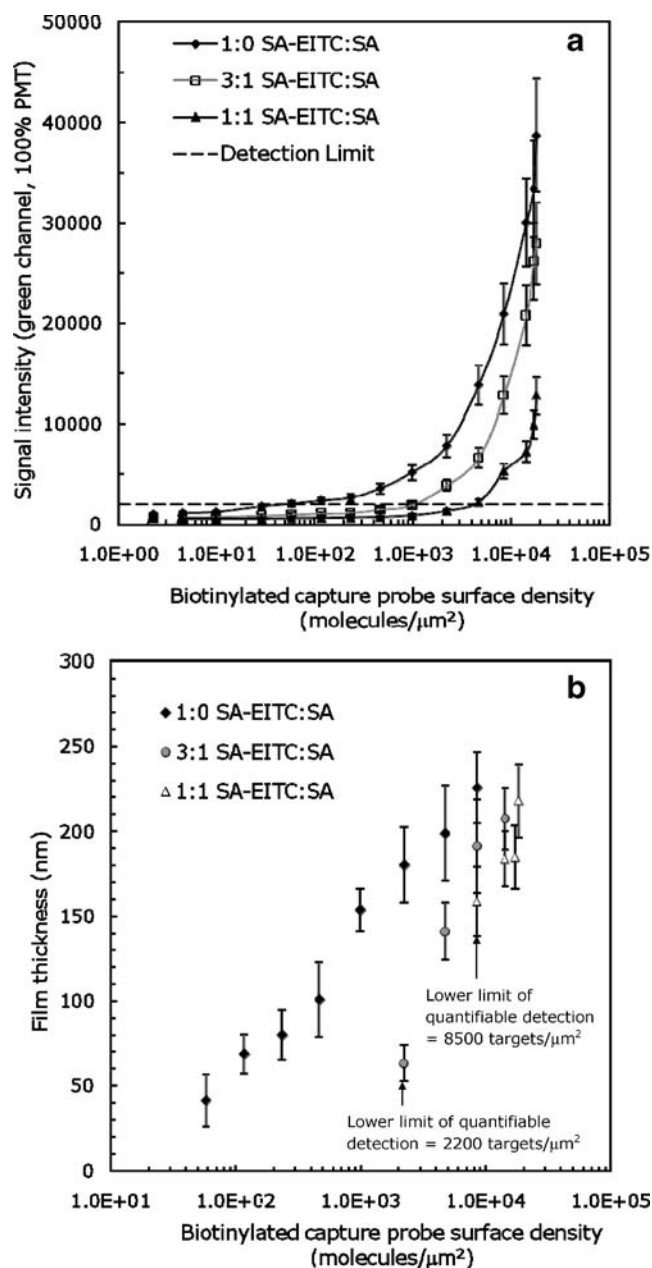 50000
40000
30000
20000
10000
0
Signal intensity (green channel, 100% PMT)
a
1:0 SA-EITC:SA
3:1 SA-EITC:SA
1:1 SA-EITC:SA
Detection Limit
1.0E+00 1.0E+01 1.0E+02 1.0E+03 1.0E+04 1.0E+05
Biotinylated capture probe surface density
(molecules/μm²)
300
250
200
150
100
50
0
Film thickness (nm)
b
1:0 SA-EITC:SA
3:1 SA-EITC:SA
1:1 SA-EITC:SA
Lower limit of
quantifiable detection
= 8500 targets/μm²
Lower limit of quantifiable
detection = 2200 targets/μm²
1.0E+01 1.0E+02 1.0E+03 1.0E+04 1.0E+05
Biotinylated capture probe surface density
(molecules/μm²)